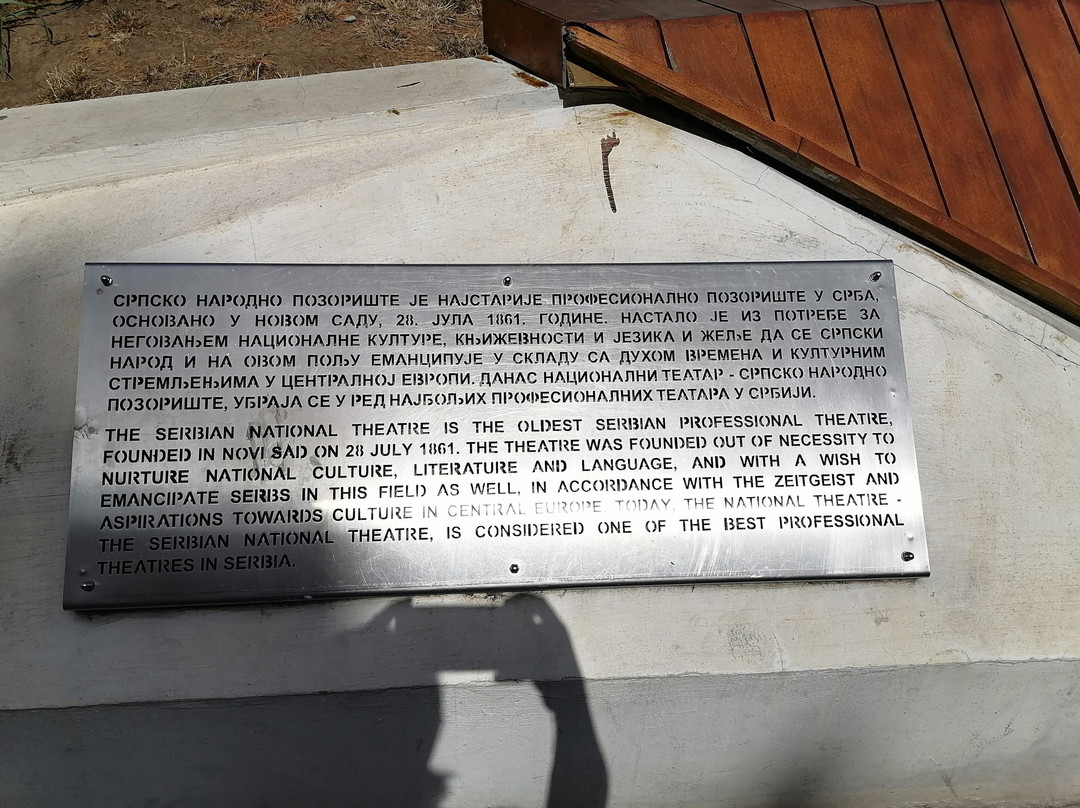 СРПСКО НАРОДНО ПОЗОРИШТЕ ЈЕ НАЈСТАРИЈЕ ПРОФЕСИОНАЛНО ПОЗОРИШТЕ У СРБА,
ОСНОВАНО У НОВОМ САДУ, 28. ЈУЛА 1861. ГОДИНЕ. НАСТАЛО ЈЕ ИЗ ПОТРЕБЕ ЗА
НЕГОВАЊЕМ НАЦИОНАЛНЕ КУЛТУРЕ, КЊИЖЕВНОСТИ И ЈЕЗИКА И ЖЕЉЕ ДА СЕ СРПСКИ
НАРОД И НА ОВОМ ПОЉУ ЕМАНЦИПУЈЕ У СКЛАДУ СА ДУХОМ ВРЕМЕНА И КУЛТУРНИМ
СТРЕМЉЕЊИМА У ЦЕНТРАЛНОЈ ЕВРОПИ. ДАНАС НАЦИОНАЛНИ ТЕАТАР - СРПСКО НАРОДНО
ПОЗОРИШТЕ, УБРАЈА СЕ У РЕД НАЈБОЉИХ ПРОФЕСИОНАЛНИХ ТЕАТАРА У СРБИЈИ.
THE SERBIAN NATIONAL THEATRE IS THE OLDEST SERBIAN PROFESSIONAL THEATRE,
FOUNDED IN NOVI SAD ON 28 JULY 1861. THE THEATRE WAS FOUNDED OUT OF NECESSITY TO
NURTURE NATIONAL CULTURE, LITERATURE AND LANGUAGE, AND WITH A WISH TO
EMANCIPATE SERBS IN THIS FIELD AS WELL, IN ACCORDANCE WITH THE ZEITGEIST AND
ASPIRATIONS TOWARDS CULTURE IN CENTRAL EUROPE. TODAY, THE NATIONAL THEATRE -
THE SERBIAN NATIONAL THEATRE, IS CONSIDERED ONE OF THE BEST PROFESSIONAL
THEATRES IN SERBIA.